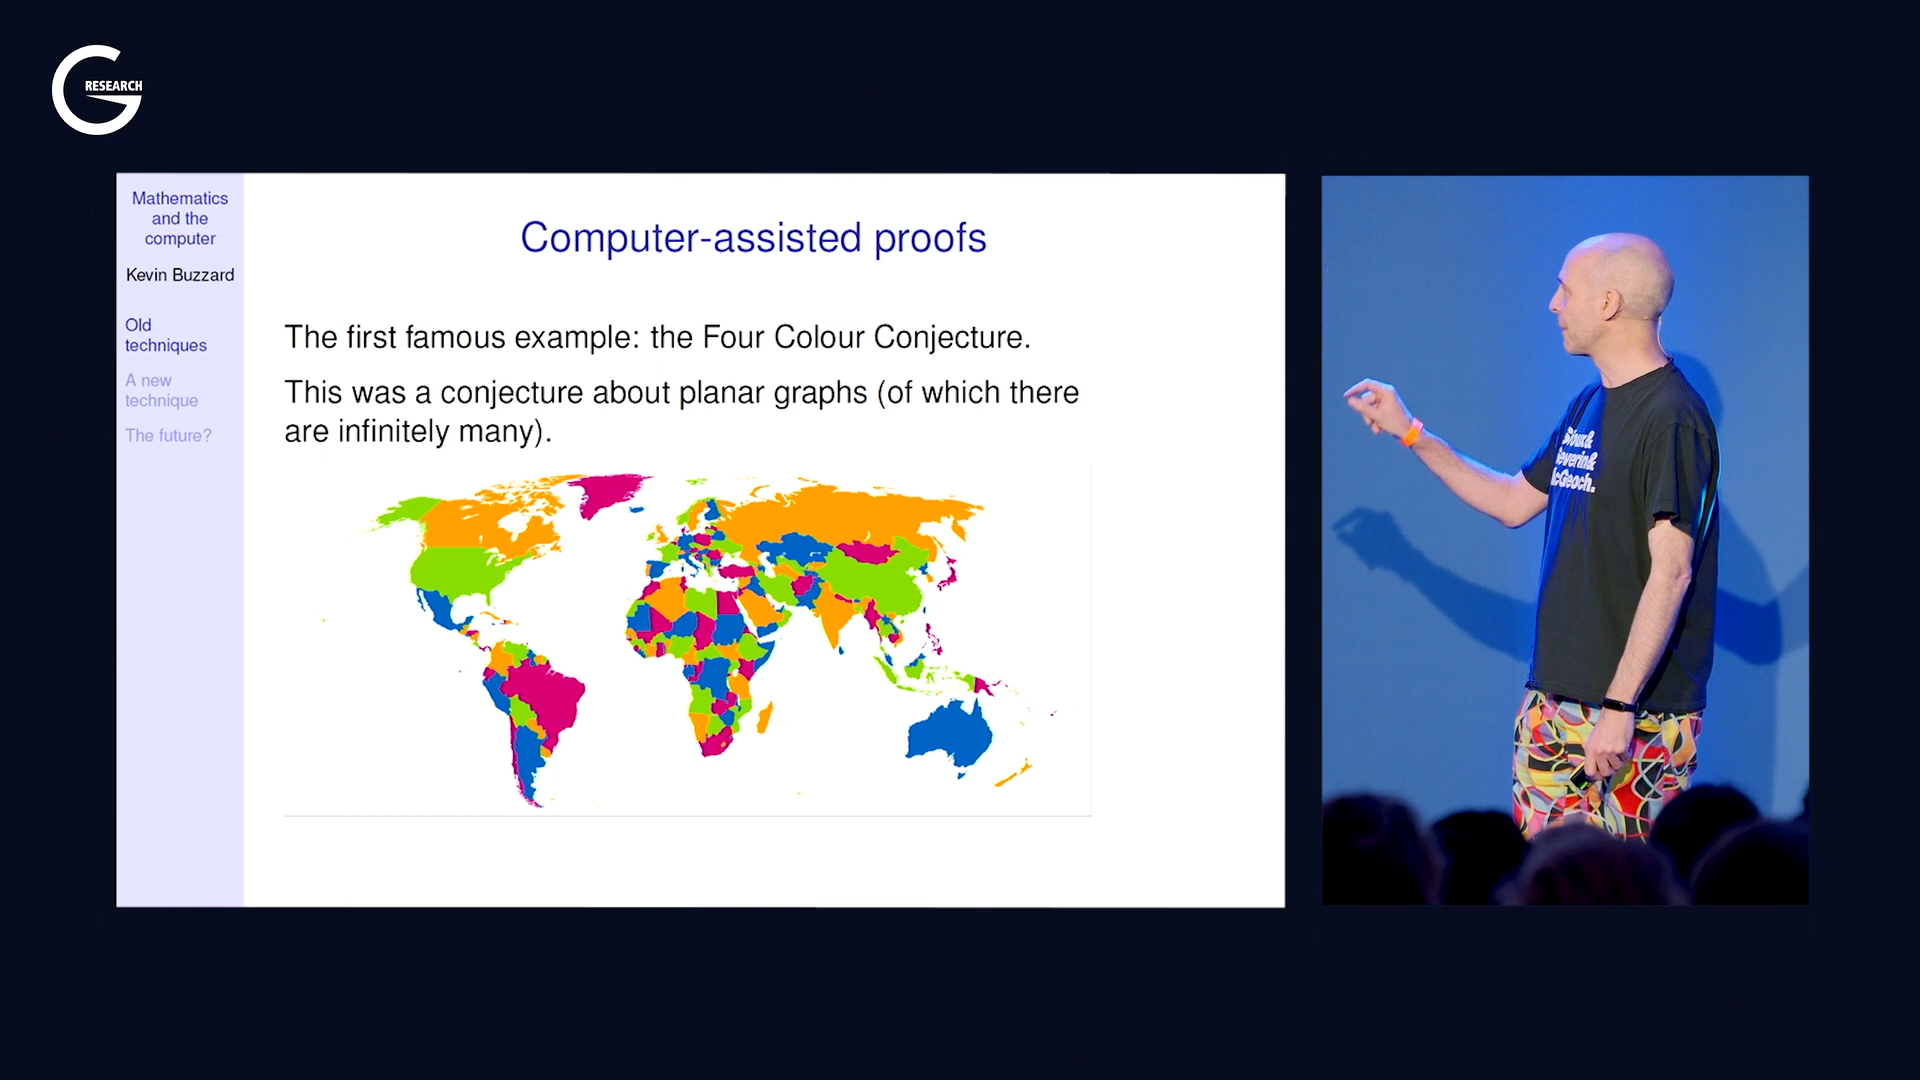 RESEARCH
Mathematics
and the
computer
Kevin Buzzard
Old
techniques
A new
technique
The future?
Computer-assisted proofs
The first famous example: the Four Colour Conjecture.
This was a conjecture about planar graphs (of which there
are infinitely many).